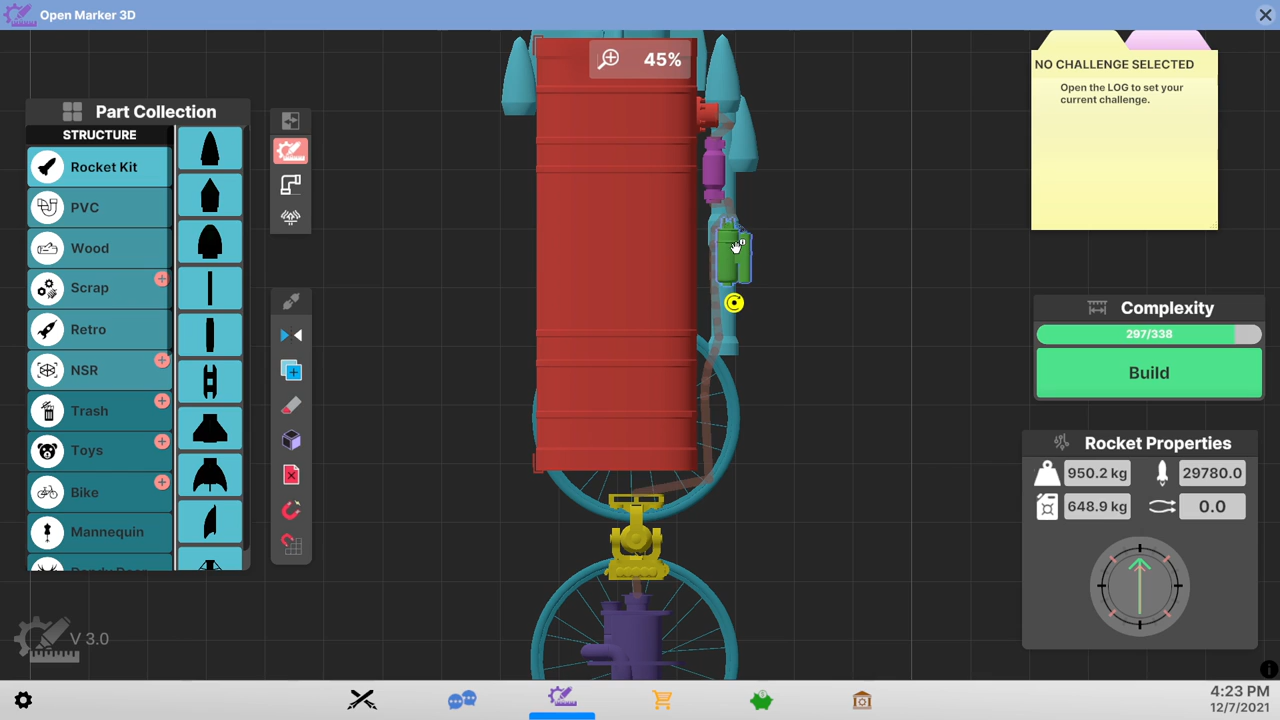 Open Marker 3D
45%
NO CHALLENGE SELECTED
Open the LOG to set your
current challenge.
Part Collection
STRUCTURE
Rocket Kit
PVC
Wood
Scrap
Retro
NSR
Trash
Toys
Bike
Mannequin
Complexity
297/338
Build
Rocket Properties
950.2 kg
29780.0
648.9 kg
0.0
V 3.0
4:23 PM
12/7/2021